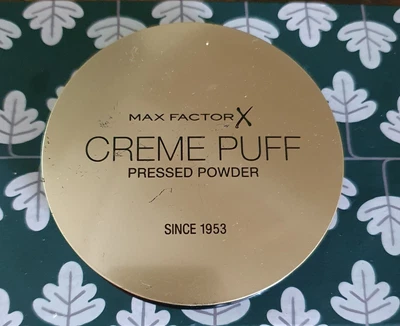 MAX FACTOR X
CREME PUFF
PRESSED POWDER
SINCE 1953